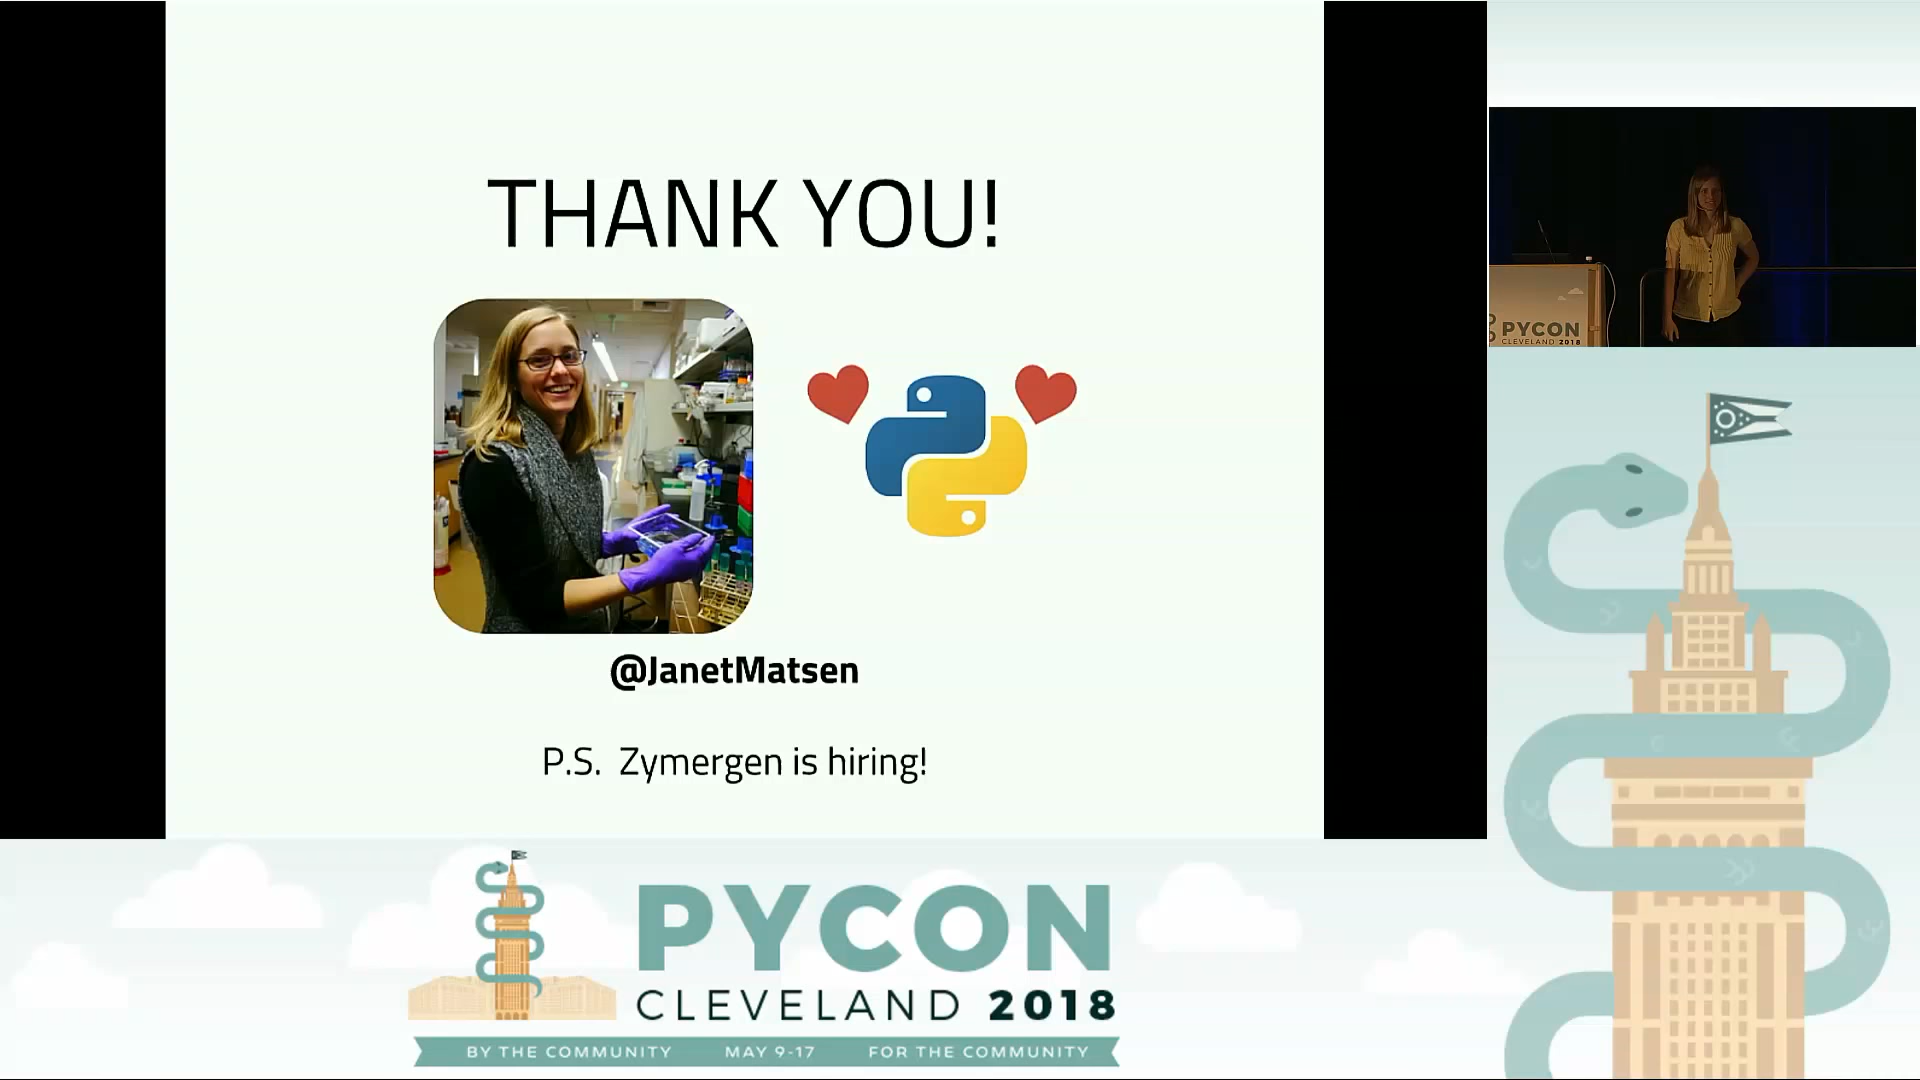 THANK YOU!
@JanetMatsen
P.S. Zymergen is hiring!
PYCON
CLEVELAND 2018
PYCON
CLEVELAND 2018
BY THE COMMUNITY MAY 9-17 FOR THE COMMUNITY